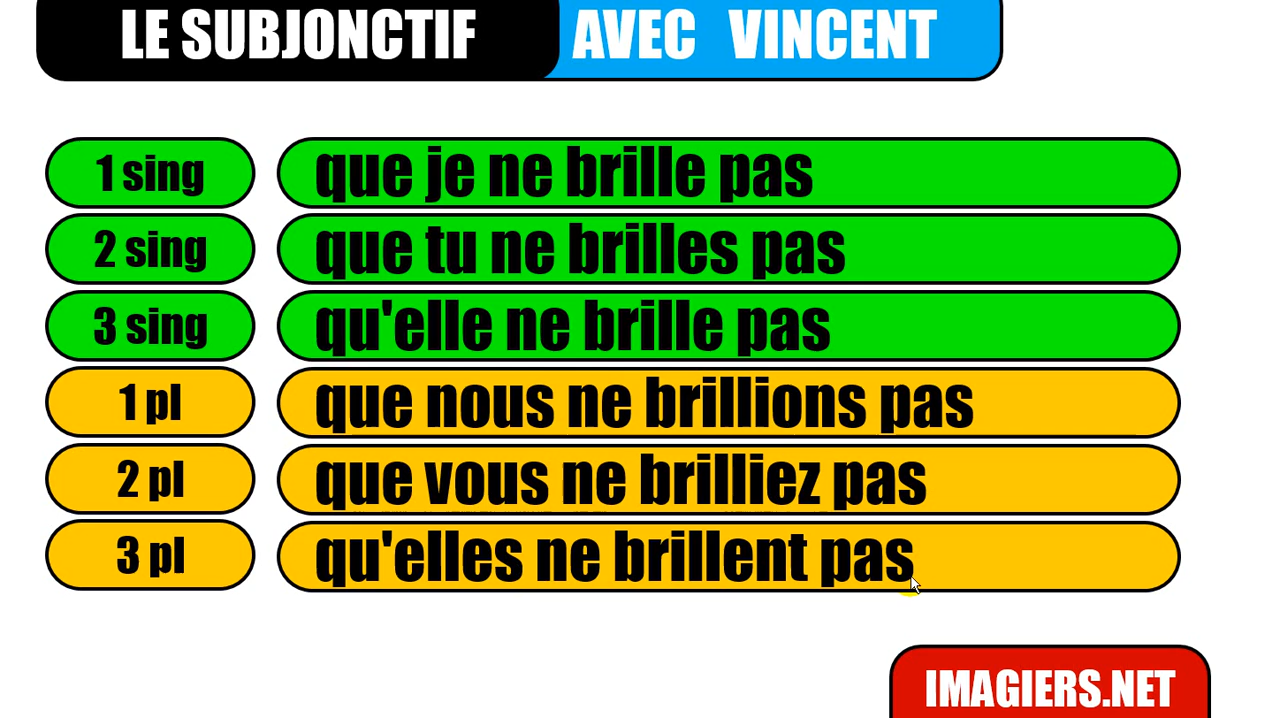 LE SUBJONCTIF AVEC VINCENT
1 sing que je ne brille pas
2 sing que tu ne brilles pas
3 sing qu'elle ne brille pas
1 pl que nous ne brillions pas
2 pl que vous ne brilliez pas
3 pl qu'elles ne brillent pas
IMAGIERS.NET